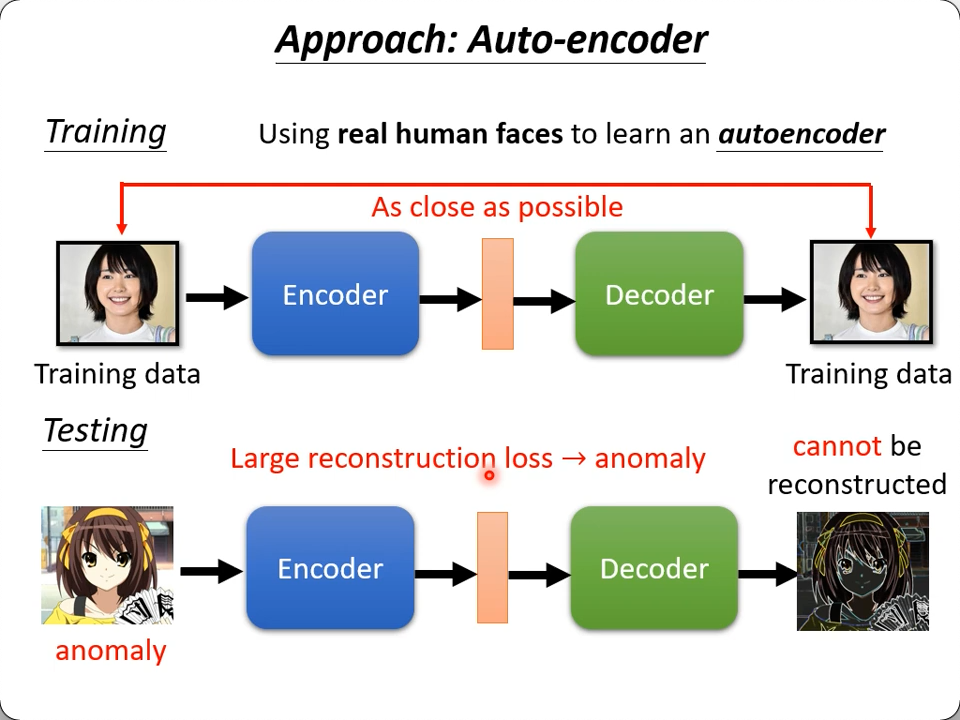 Approach: Auto-encoder
Training
Using real human faces to learn an autoencoder
As close as possible
Encoder
Decoder
Training data
Training data
Testing
Large reconstruction loss → anomaly
cannot be
reconstructed
Encoder
Decoder
anomaly